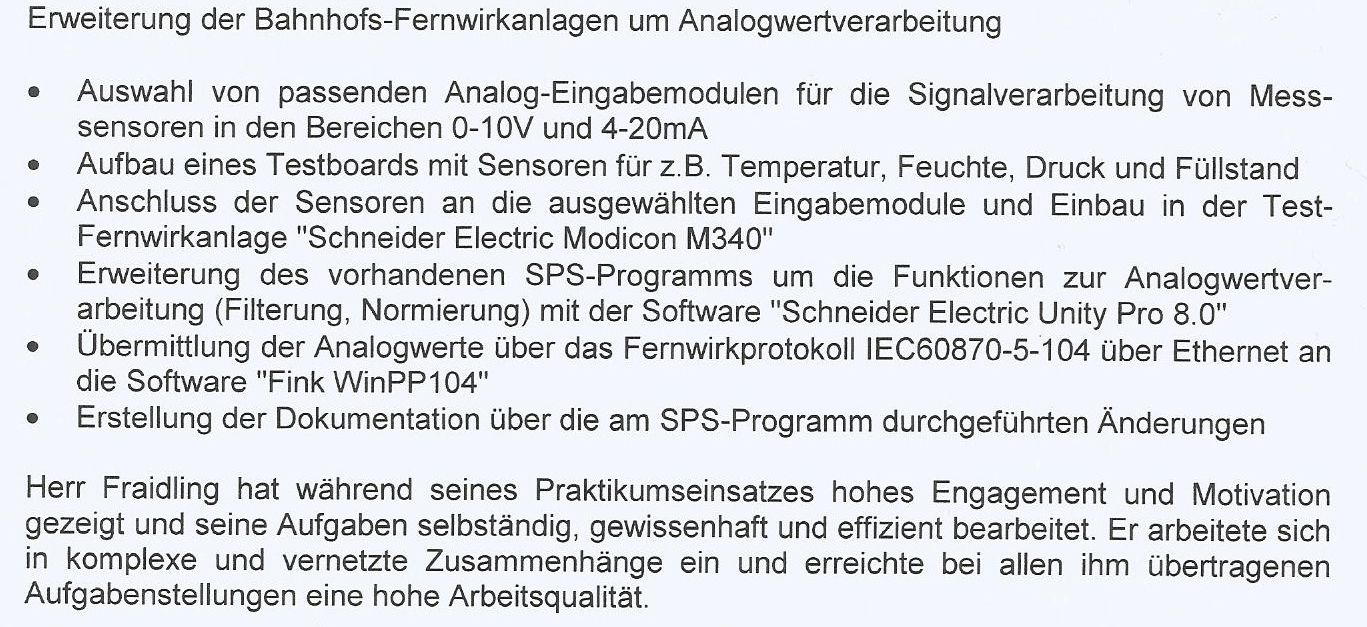 Erweiterung der Bahnhofs-Fernwirkanlagen um Analogwertverarbeitung
• Auswahl von passenden Analog-Eingabemodulen für die Signalverarbeitung von Mess-
sensoren in den Bereichen 0-10V und 4-20mA
• Aufbau eines Testboards mit Sensoren für z.B. Temperatur, Feuchte, Druck und Füllstand
• Anschluss der Sensoren an die ausgewählten Eingabemodule und Einbau in der Test-
Fernwirkanlage "Schneider Electric Modicon M340"
• Erweiterung des vorhandenen SPS-Programms um die Funktionen zur Analogwertver-
arbeitung (Filterung, Normierung) mit der Software "Schneider Electric Unity Pro 8.0"
• Übermittlung der Analogwerte über das Fernwirkprotokoll IEC60870-5-104 über Ethernet an
die Software "Fink WinPP104"
• Erstellung der Dokumentation über die am SPS-Programm durchgeführten Änderungen
Herr Fraidling hat während seines Praktikumseinsatzes hohes Engagement und Motivation
gezeigt und seine Aufgaben selbständig, gewissenhaft und effizient bearbeitet. Er arbeitete sich
in komplexe und vernetzte Zusammenhänge ein und erreichte bei allen ihm übertragenen
Aufgabenstellungen eine hohe Arbeitsqualität.